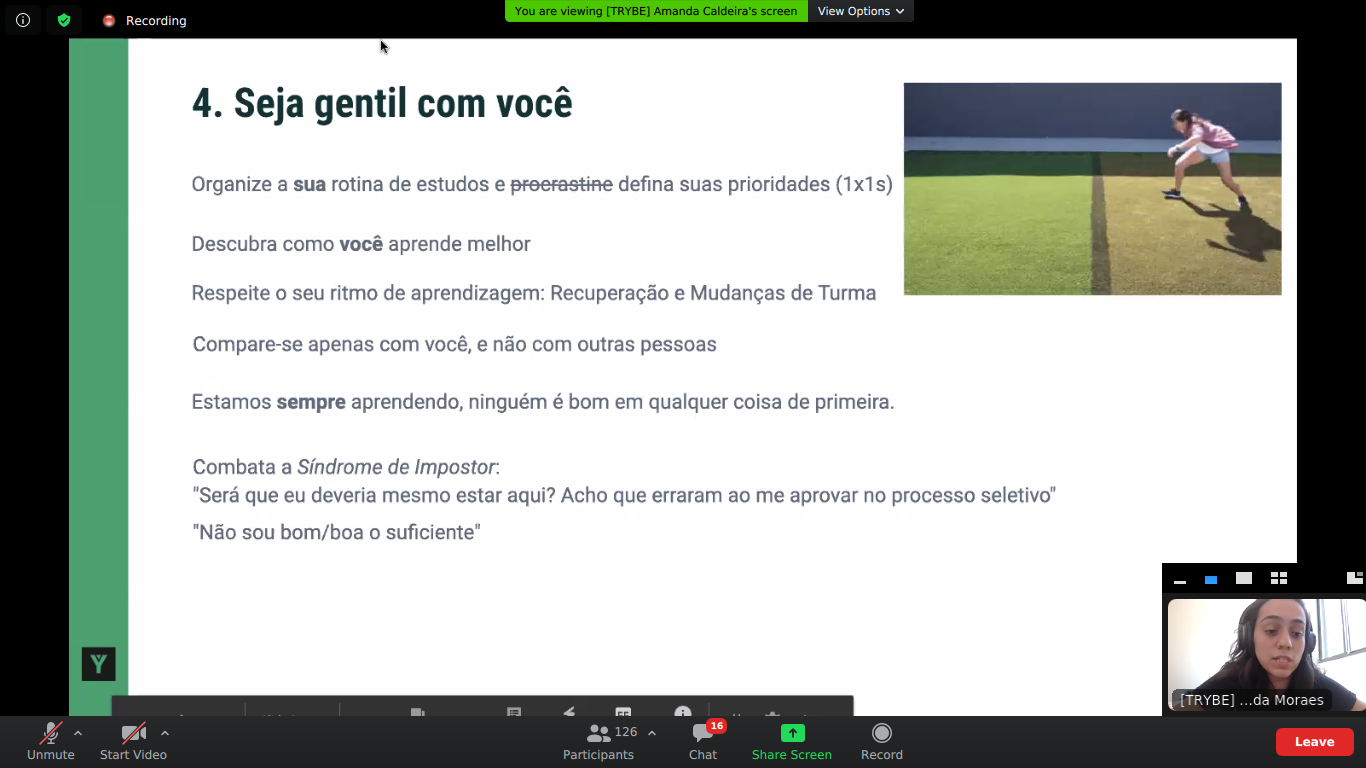 Recording
You are viewing [TRYBE] Amanda Caldeira's screen
View Options
4. Seja gentil com você
Organize a sua rotina de estudos e procrastine defina suas prioridades (1x1s)
Descubra como você aprende melhor
Respeite o seu ritmo de aprendizagem: Recuperação e Mudanças de Turma
Compare-se apenas com você, e não com outras pessoas
Estamos sempre aprendendo, ninguém é bom em qualquer coisa de primeira.
Combata a Síndrome de Impostor:
"Será que eu deveria mesmo estar aqui? Acho que erraram ao me aprovar no processo seletivo"
"Não sou bom/boa o suficiente"
Y
[TRYBE] ...da Moraes
Unmute
Start Video
126
Participants
16
Chat
Share Screen
Record
Leave